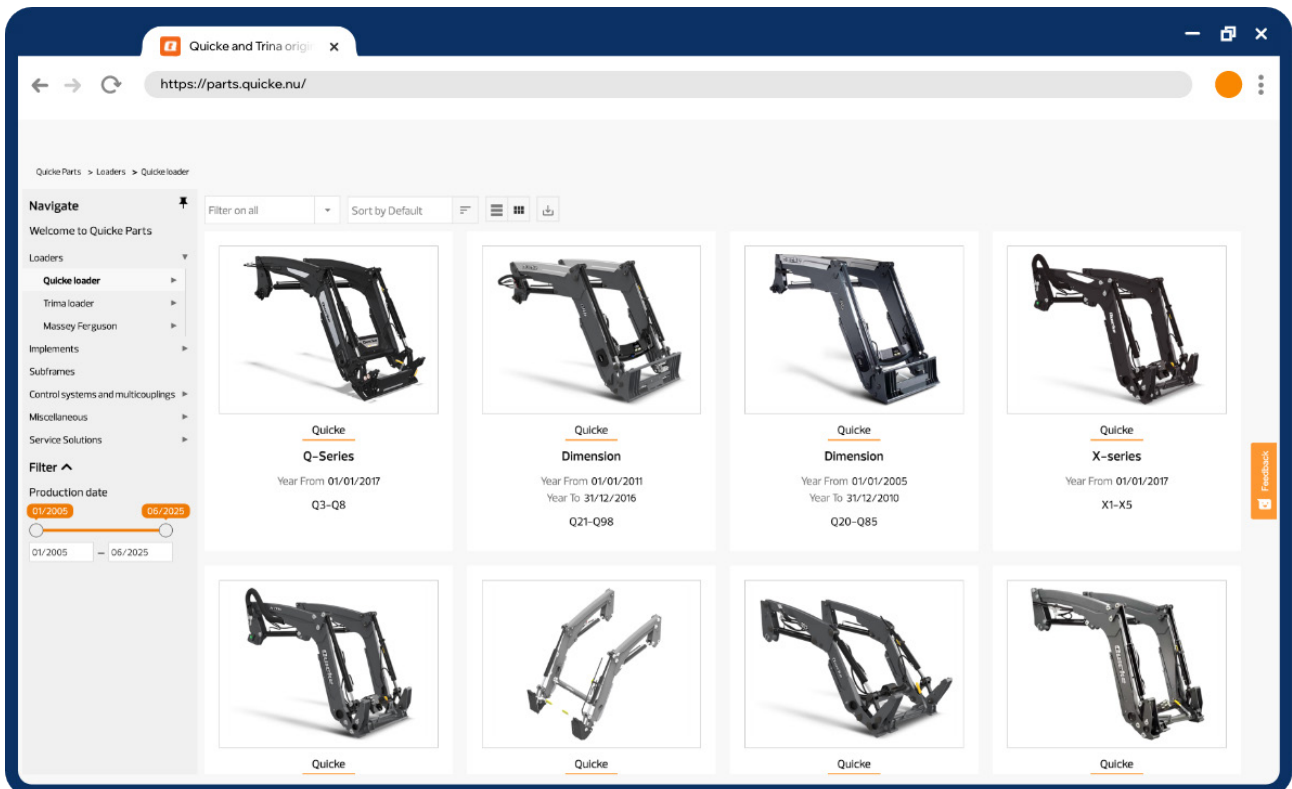 Quicke and Trina origin
https://parts.quicke.nu/
Quicke Parts > Loaders > Quicke loader
Navigate
Welcome to Quicke Parts
Loaders
Quicke loader
Trima loader
Massey Ferguson
Implements
Subframes
Control systems and multicouplings
Miscellaneous
Service Solutions
Filter
Production date
01/2005 06/2025
01/2005 – 06/2025
Filter on all
Sort by Default
Quicke
Q-Series
Year From 01/01/2017
Q3-Q8
Quicke
Dimension
Year From 01/01/2011
Year To 31/12/2016
Q21-Q98
Quicke
Dimension
Year From 01/01/2005
Year To 31/12/2010
Q20-Q85
Quicke
X-series
Year From 01/01/2017
X1-X5
Quicke
Quicke
Quicke
Quicke
Feedback